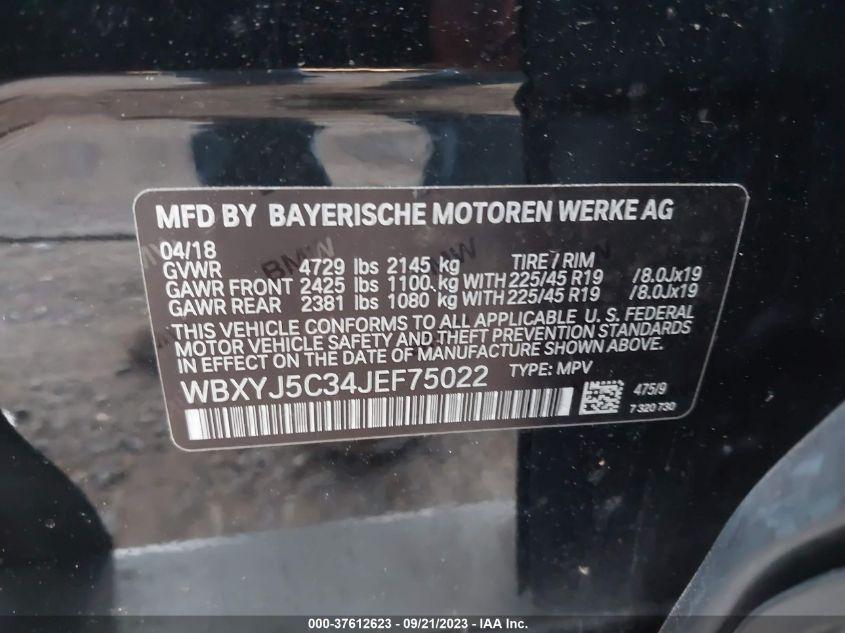 MFD BY BAYERISCHE MOTOREN WERKE AG
04/18
GVWR 4729 lbs 2145 kg TIRE / RIM
GAWR FRONT 2425 lbs 1100 kg WITH 225/45 R19 /8.0Jx19
GAWR REAR 2381 lbs 1080 kg WITH 225/45 R19 /8.0Jx19
THIS VEHICLE CONFORMS TO ALL APPLICABLE U. S. FEDERAL
MOTOR VEHICLE SAFETY AND THEFT PREVENTION STANDARDS
IN EFFECT ON THE DATE OF MANUFACTURE SHOWN ABOVE.
WBXYJ5C34JEF75022 TYPE: MPV
475/9
7 320 730
BMW
000-37612623 - 09/21/2023 - IAA Inc.